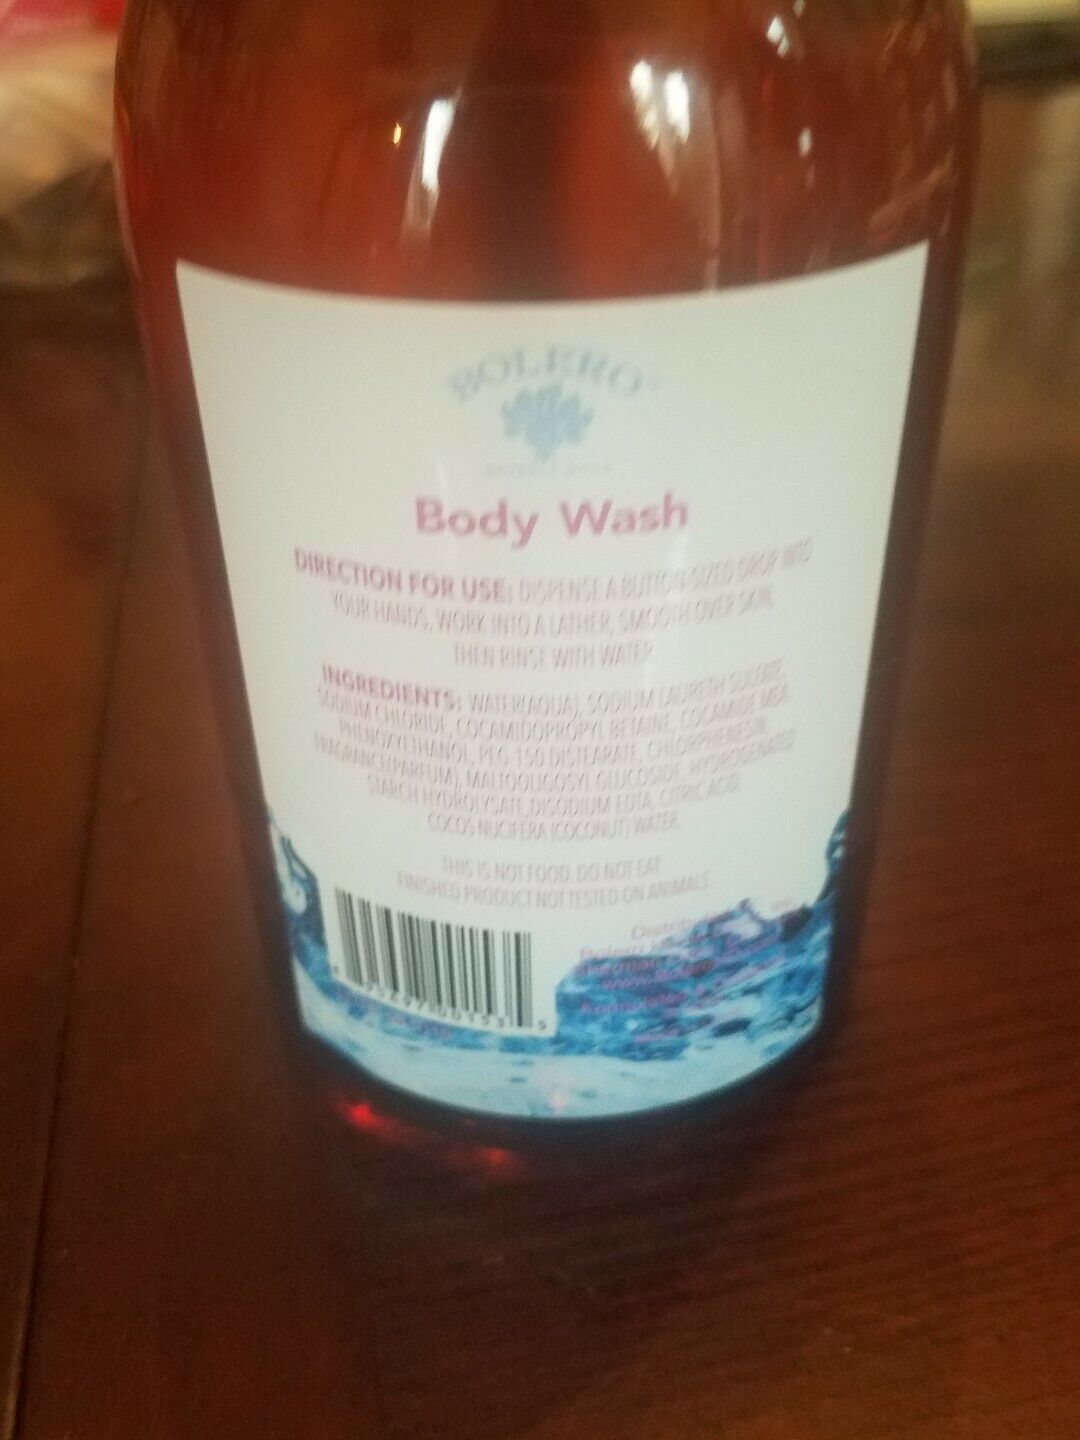 BOLERO
Body Wash
DIRECTION FOR USE: DISPENSE A BUTTON-SIZED DROP INTO
YOUR HANDS, WORK INTO A LATHER, SMOOTH OVER SKIN,
THEN RINSE WITH WATER.
INGREDIENTS: WATER(AQUA), SODIUM LAURETH SULFATE,
SODIUM CHLORIDE, COCAMIDOPROPYL BETAINE, COCAMIDE MEA,
PHENOXYETHANOL, PEG-150 DISTEARATE, CHLORPHENESIN,
FRAGRANCE(PARFUM), MALTOOLIGOSYL GLUCOSIDE, HYDROGENATED
STARCH HYDROLYSATE, DISODIUM EDTA, CITRIC ACID,
COCOS NUCIFERA (COCONUT) WATER
THIS IS NOT FOOD. DO NOT EAT
FINISHED PRODUCT NOT TESTED ON ANIMALS
Bolero